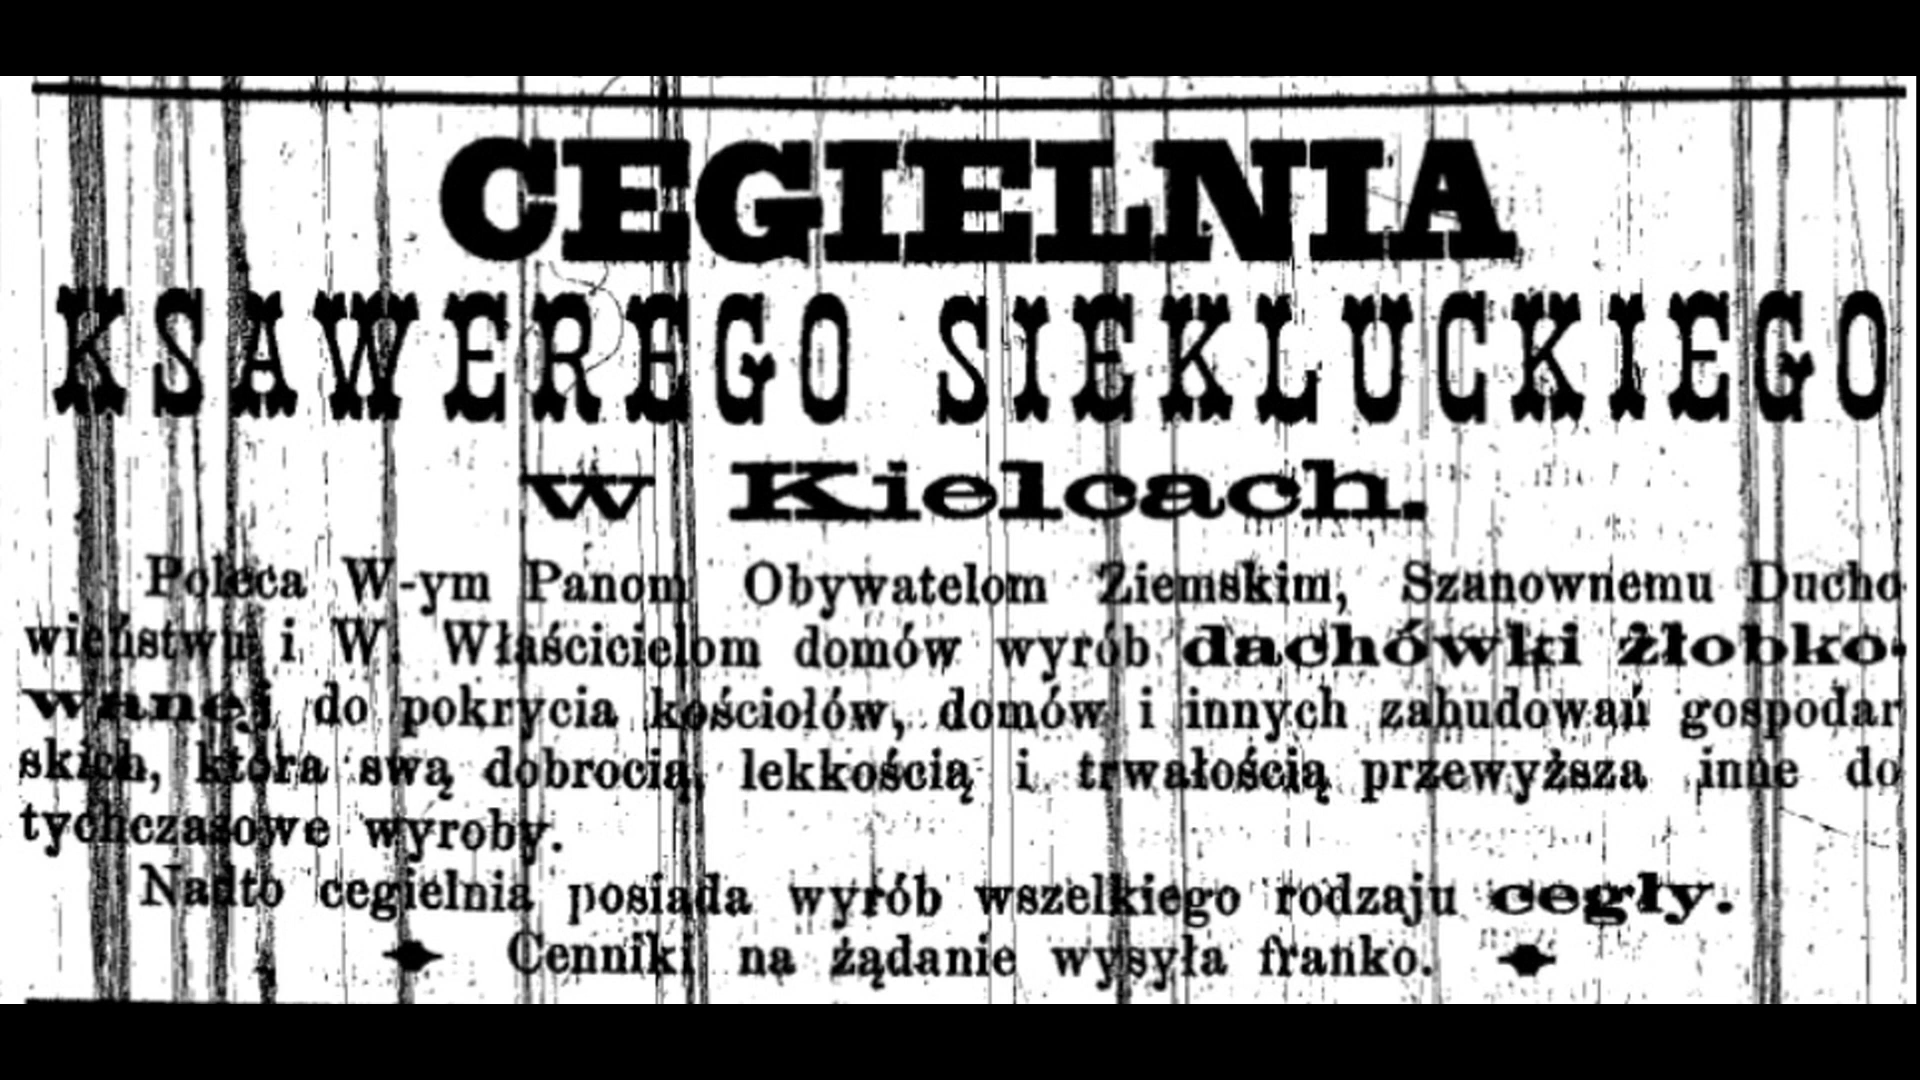 CEGIELNIA
KSAWEREGO SIEKLUCKIEGO
w Kielcach.
Poleca W-ym Panom Obywatelom Ziemskim, Szanownemu Ducho-
wieństwu i W. Właścicielom domów wyrób dachówki żłobko-
wanej do pokrycia kościołów, domów i innych zabudowań gospodar
skich, która swą dobrocią, lekkością i trwałością przewyższa inne do
tychczasowe wyroby.
Nadto cegielnia posiada wyrób wszelkiego rodzaju cegły.
Cenniki na żądanie wysyła franko.